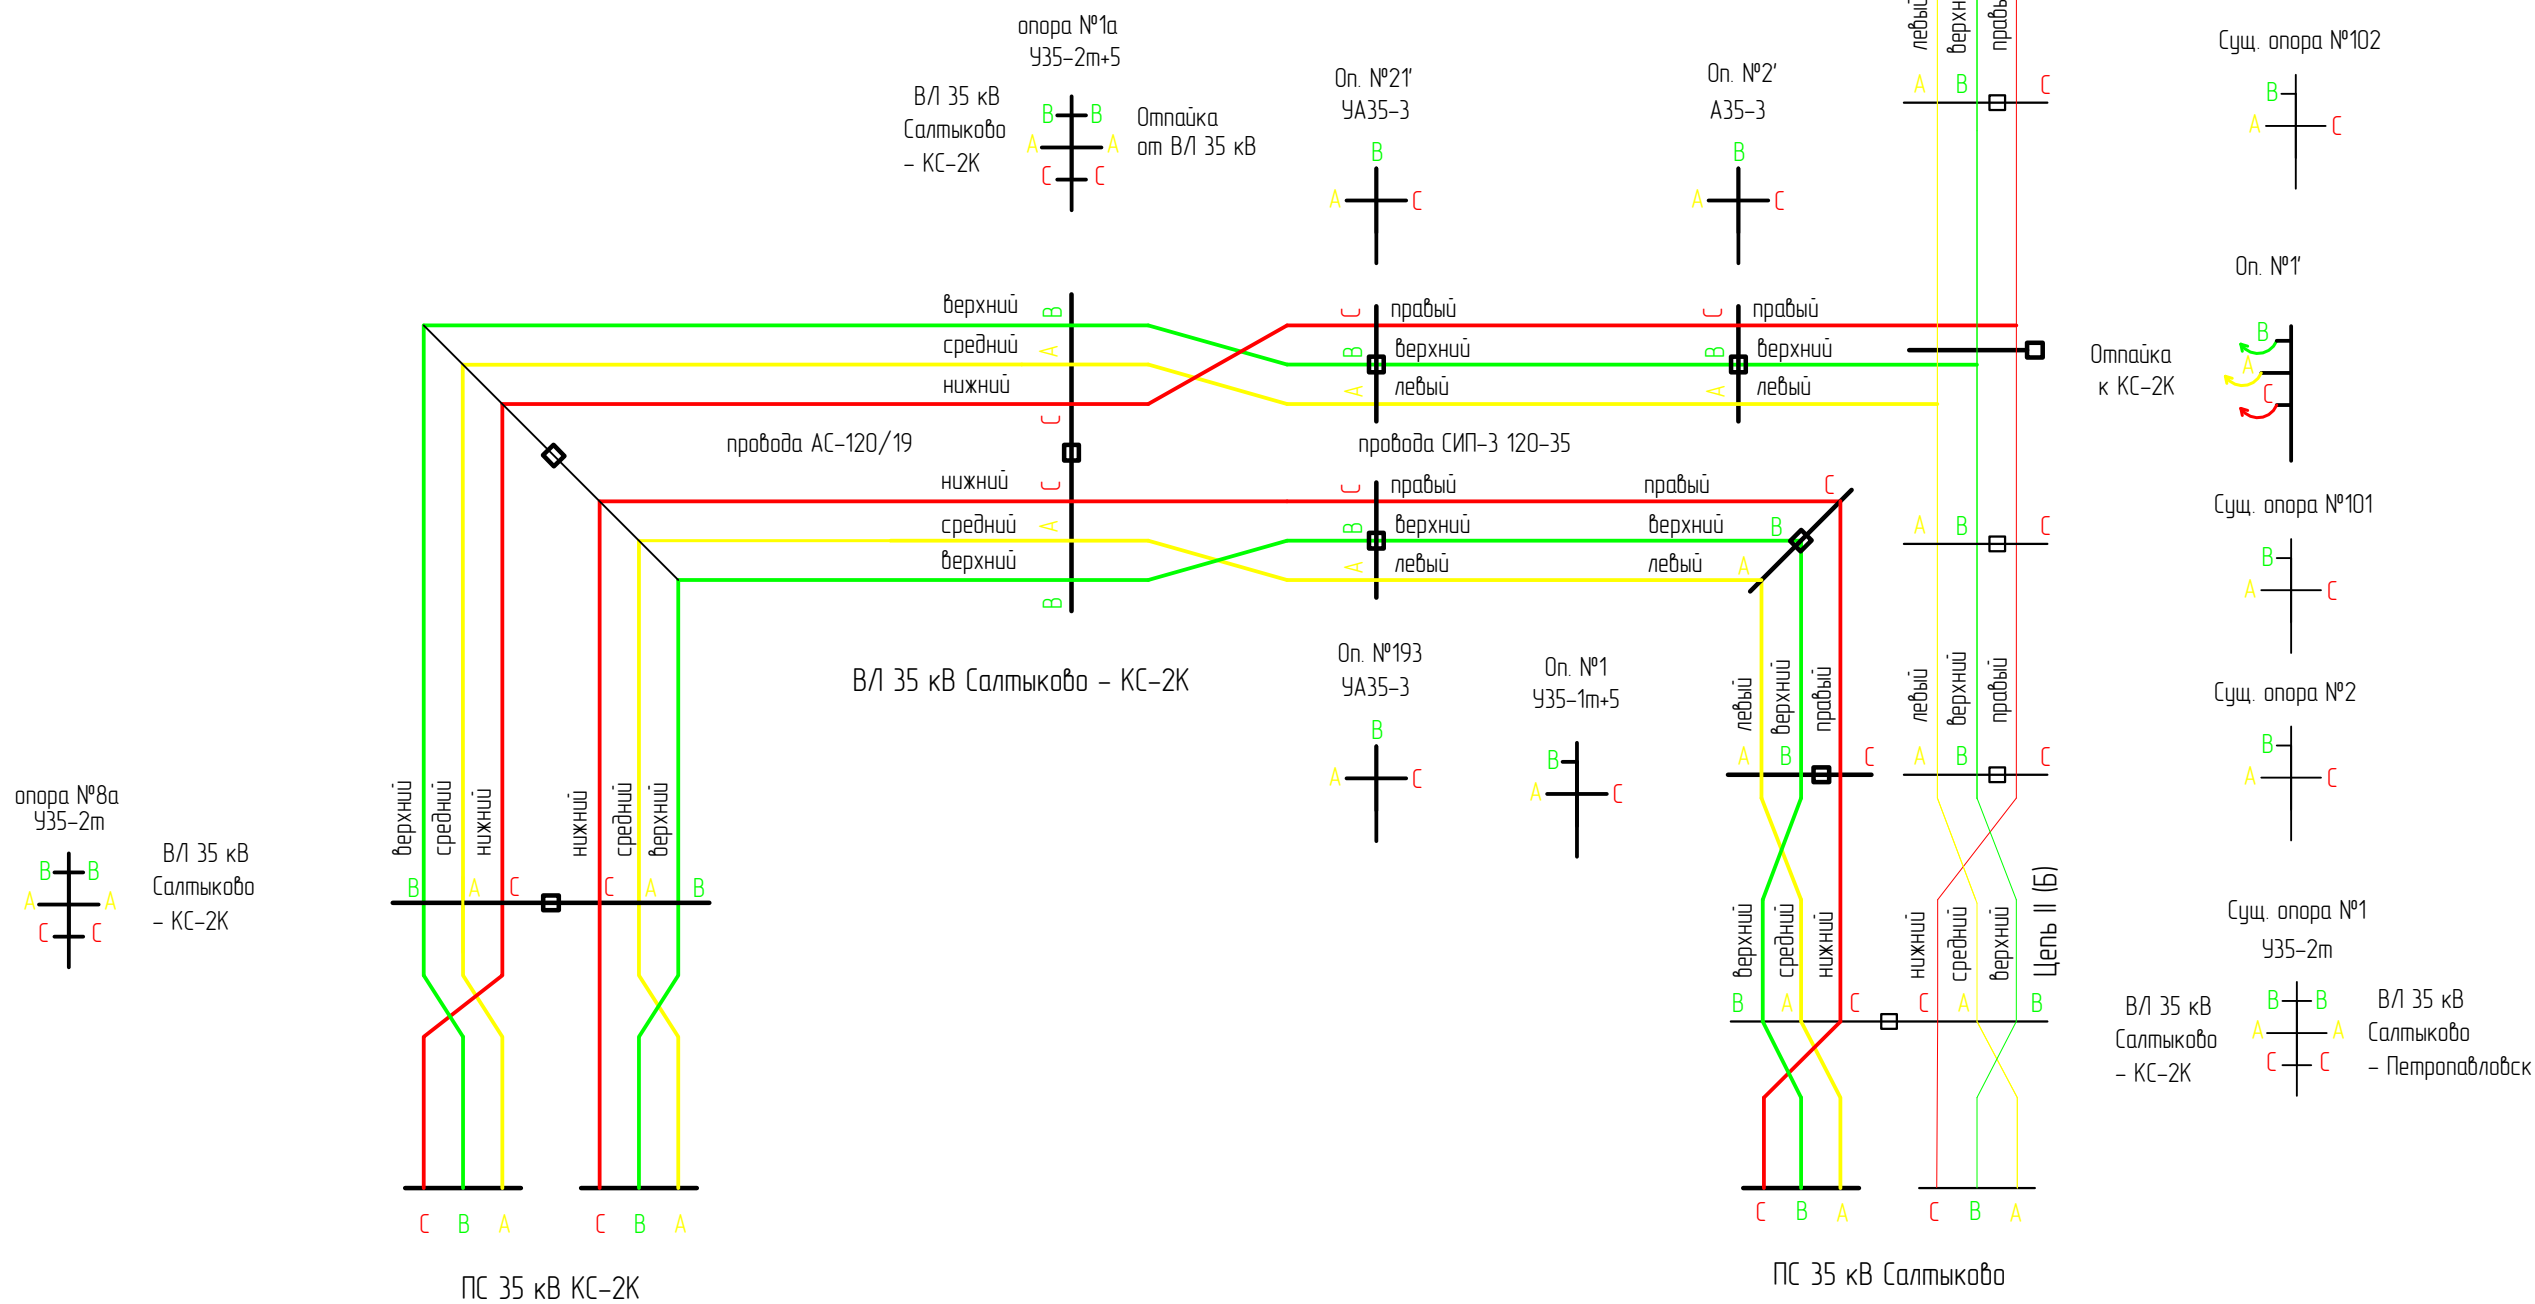 опора №1а
У35-2т+5
ВЛ 35 кВ
Салтыково
- КС-2К
В В
А А
С С
Отпайка
от ВЛ 35 кВ
Оп. №21'
УА35-3
В
А С
Оп. №2'
А35-3
В
А С
левый
правый
А В С
Сущ. опора №102
В
А С
Оп. №1'
В
А
С
Отпайка
к КС-2К
верхний В С правый С правый
средний А В верхний В верхний
нижний С А левый А левый
провода АС-120/19
провода СИП-3 120-35
нижний С С правый правый С
средний А В верхний верхний В
верхний В А левый левый А
А В С
Сущ. опора №101
В
А С
ВЛ 35 кВ Салтыково - КС-2К
Оп. №193
УА35-3
В
А С
Оп. №1
У35-1т+5
В
А С
левый
верхний
правый
А В С
левый
верхний
правый
А В С
Сущ. опора №2
В
А С
опора №8а
У35-2т
В В
А А
С С
ВЛ 35 кВ
Салтыково
- КС-2К
верхний
средний
нижний
нижний
средний
верхний
В А С С А В
верхний
средний
нижний
нижний
средний
верхний
Цепь II (Б)
В А С С А В
Сущ. опора №1
У35-2т
ВЛ 35 кВ
Салтыково
- КС-2К
В В
А А
С С
ВЛ 35 кВ
Салтыково
- Петропавловск
С В А С В А
ПС 35 кВ КС-2К
С В А С В А
ПС 35 кВ Салтыково